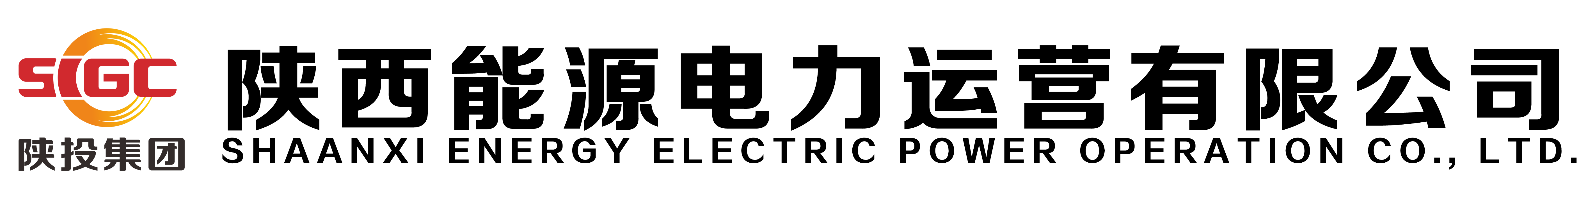 SIGC
陕投集团
陕西能源电力运营有限公司
SHAANXI ENERGY ELECTRIC POWER OPERATION CO., LTD.